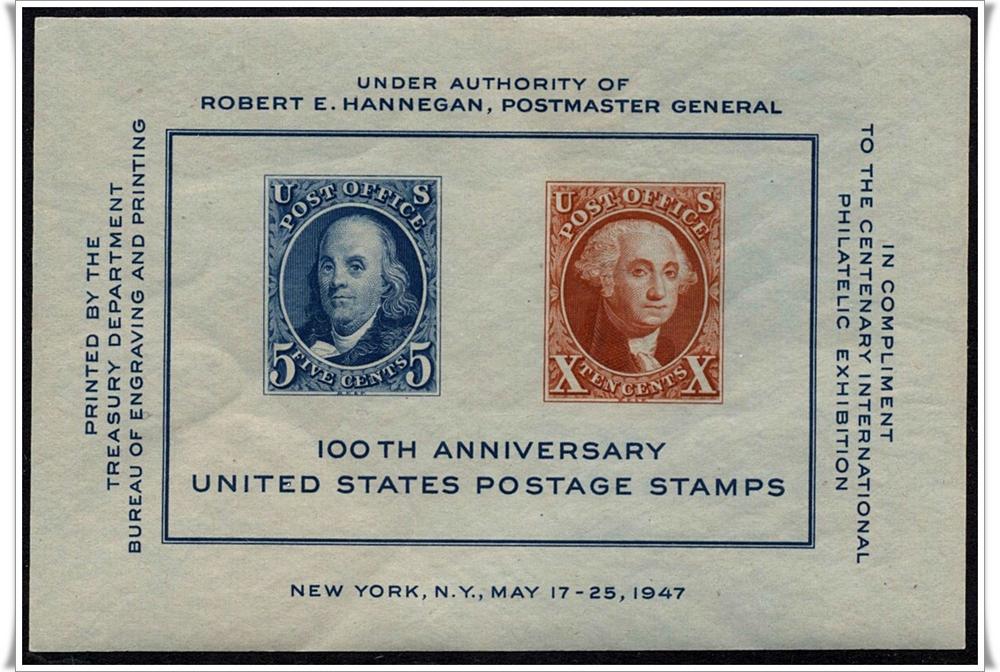 UNDER AUTHORITY OF
ROBERT E. HANNEGAN, POSTMASTER GENERAL
PRINTED BY THE
TREASURY DEPARTMENT
BUREAU OF ENGRAVING AND PRINTING
U S
POST OFFICE
5 5
FIVE CENTS
U S
POST OFFICE
X X
TEN CENTS
100TH ANNIVERSARY
UNITED STATES POSTAGE STAMPS
IN COMPLIMENT
TO THE CENTENARY INTERNATIONAL
PHILATELIC EXHIBITION
NEW YORK, N.Y., MAY 17-25, 1947